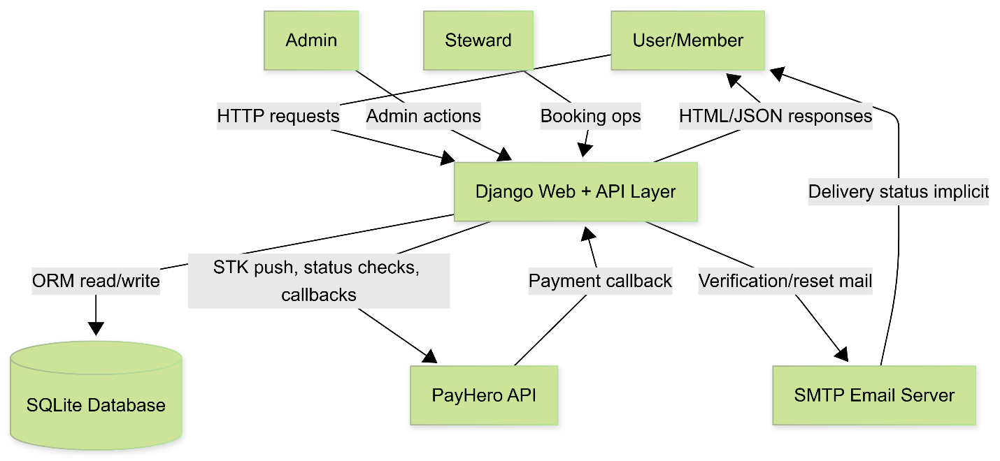 Admin
Steward
User/Member
HTTP requests
Admin actions
Booking ops
HTML/JSON responses
Django Web + API Layer
Delivery status implicit
ORM read/write
STK push, status checks,
callbacks
Payment callback
Verification/reset mail
SQLite Database
PayHero API
SMTP Email Server